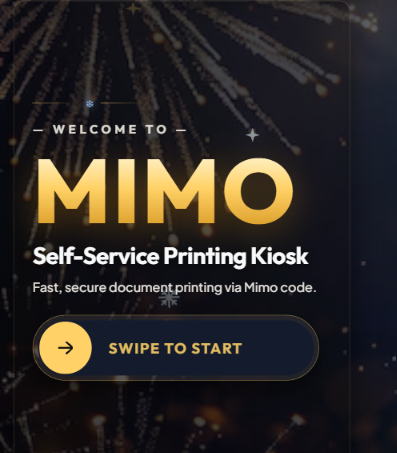 — WELCOME TO —
MIMO
Self-Service Printing Kiosk
Fast, secure document printing via Mimo code.
SWIPE TO START